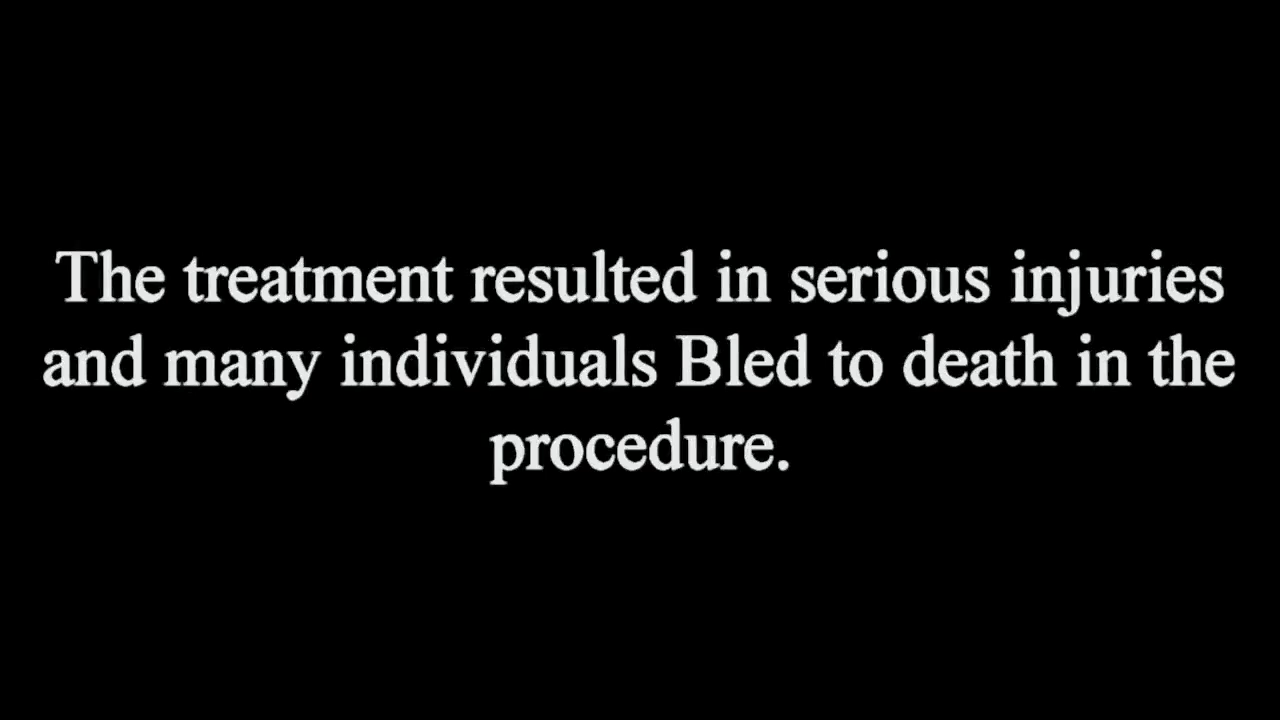 The treatment resulted in serious injuries
and many individuals Bled to death in the
procedure.